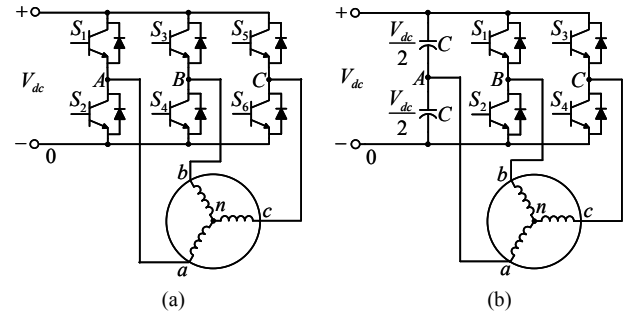 + S1 S3 S5
Vdc A B C
S2 S4 S6
− 0
b
n c
a
(a)
+ Vdc/2 C S1 S3
Vdc A B C
Vdc/2 C S2 S4
− 0
b
n c
a
(b)